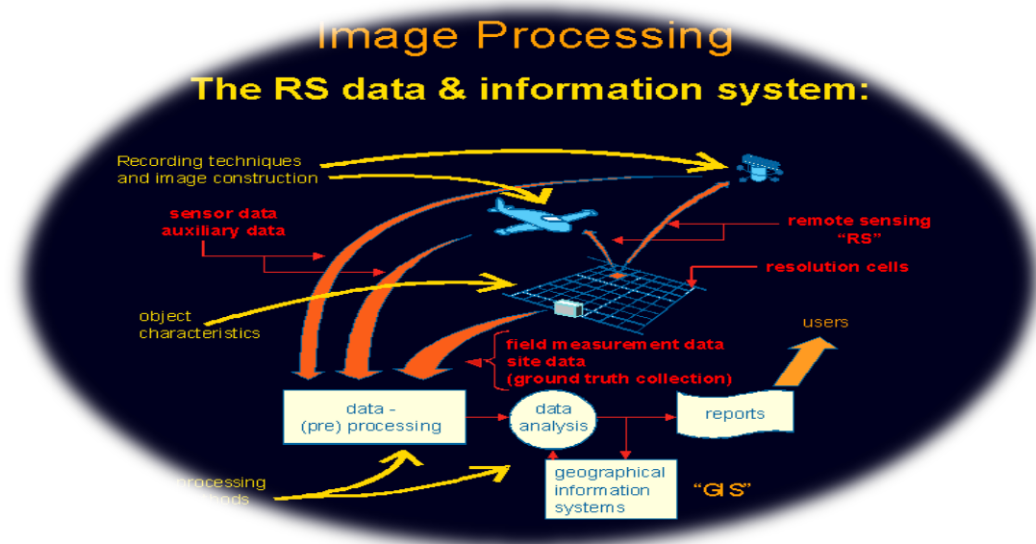 Image Processing
The RS data & information system:
Recording techniques
and image construction
sensor data
auxiliary data
remote sensing
“RS”
resolution cells
object
characteristics
users
field measurement data
site data
(ground truth collection)
data -
(pre) processing
data
analysis
reports
processing
geographical
information
systems
“GIS”